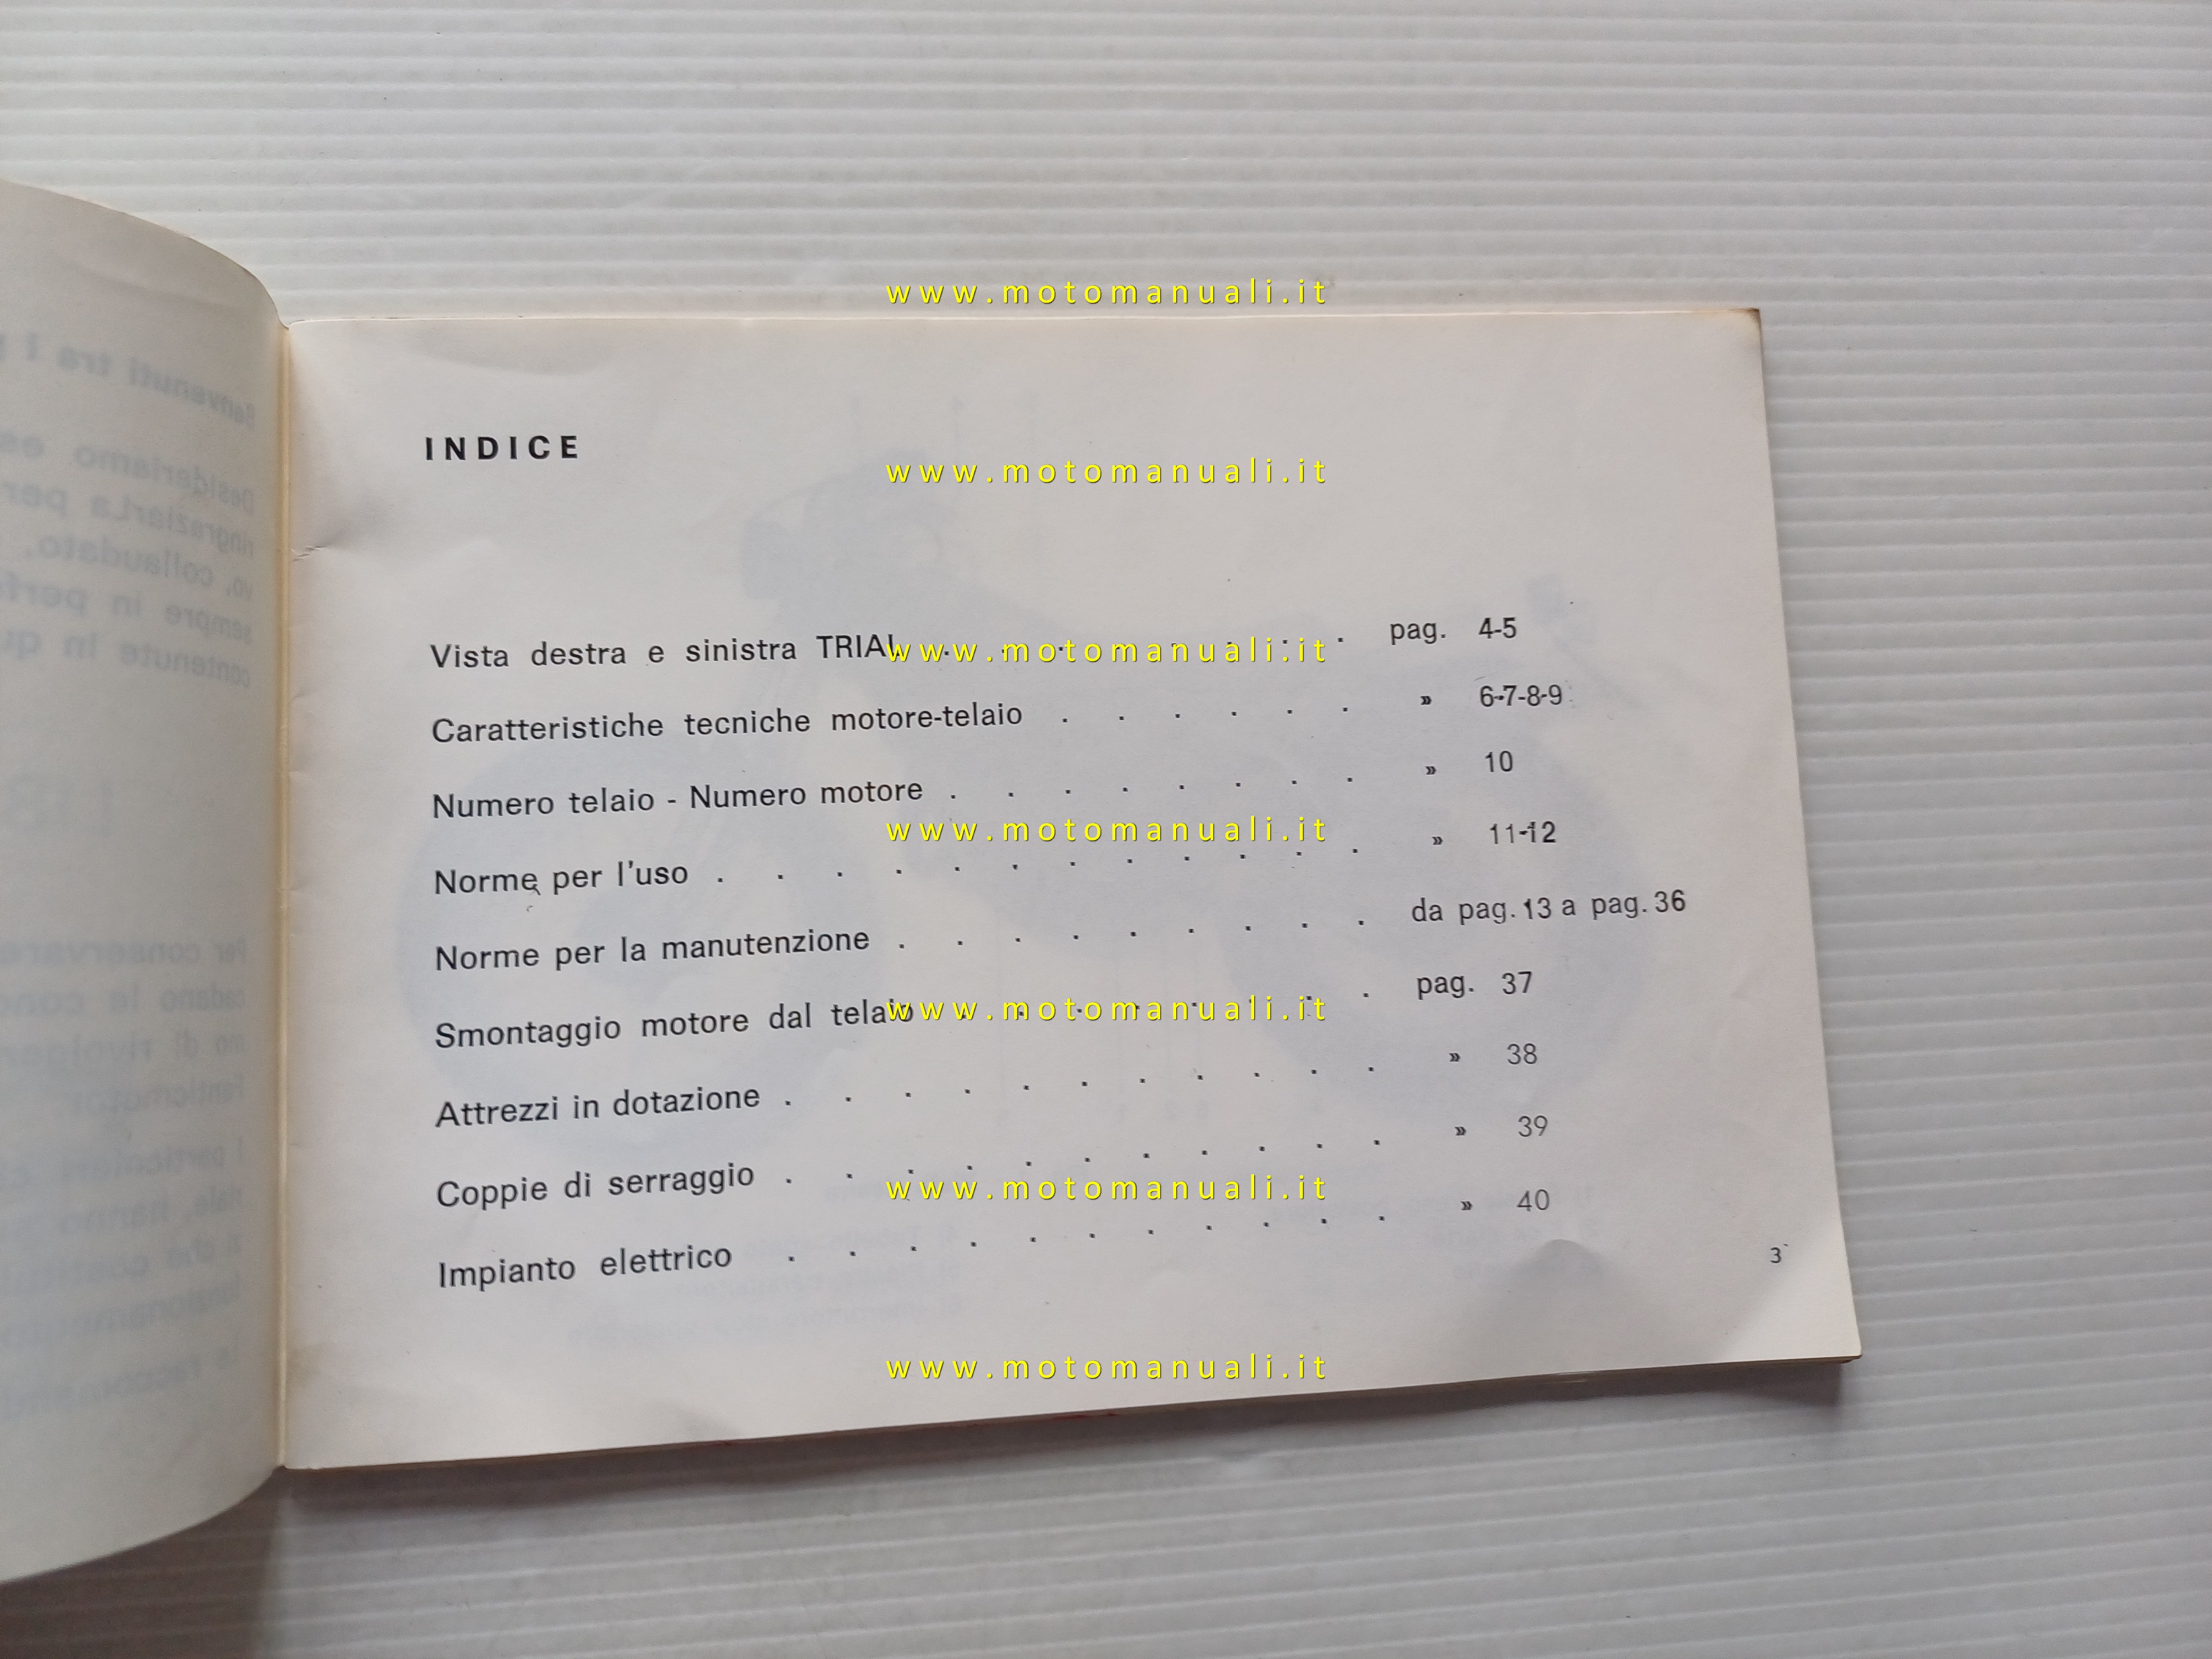 www.motomanuali.it
INDICE
www.motomanuali.it
Vista destra e sinistra TRIAL . . . . . . . . pag. 4-5
www.motomanuali.it
Caratteristiche tecniche motore-telaio . . . . . . » 6-7-8-9
Numero telaio - Numero motore . . . . . . . . » 10
www.motomanuali.it
Norme per l'uso . . . . . . . . . . . . » 11-12
Norme per la manutenzione . . . . . . . . . da pag. 13 a pag. 36
Smontaggio motore dal telaio . . . . . . . . pag. 37
www.motomanuali.it
Attrezzi in dotazione . . . . . . . . . . . » 38
Coppie di serraggio . . . . . . . . . . . » 39
www.motomanuali.it
Impianto elettrico . . . . . . . . . . . » 40
3
www.motomanuali.it